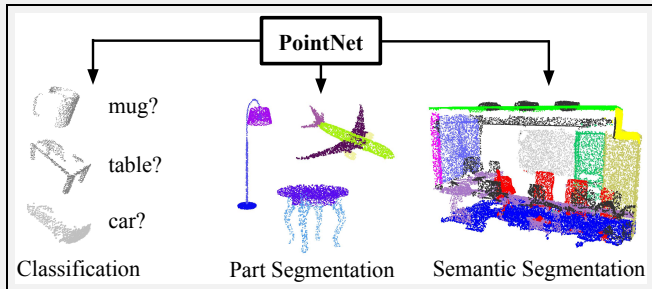 PointNet
mug?
table?
car?
Classification
Part Segmentation
Semantic Segmentation